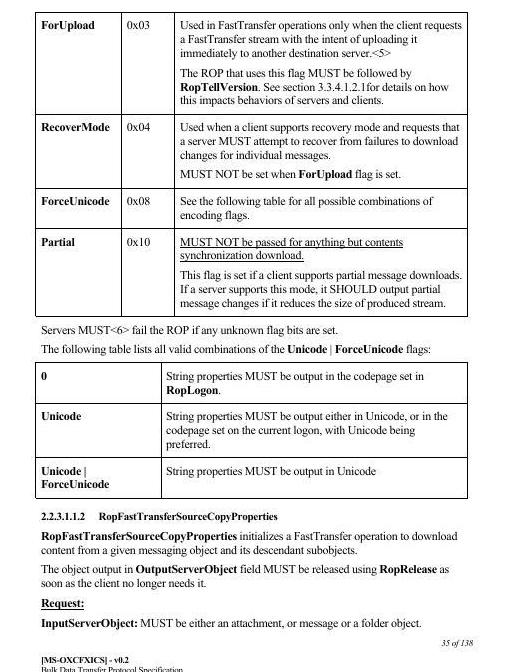 ForUpload 0x03 Used in FastTransfer operations only when the client requests
a FastTransfer stream with the intent of uploading it
immediately to another destination server.<5>
The ROP that uses this flag MUST be followed by
RopTellVersion. See section 3.3.4.1.2.1for details on how
this impacts behaviors of servers and clients.
RecoverMode 0x04 Used when a client supports recovery mode and requests that
a server MUST attempt to recover from failures to download
changes for individual messages.
MUST NOT be set when ForUpload flag is set.
ForceUnicode 0x08 See the following table for all possible combinations of
encoding flags.
Partial 0x10 MUST NOT be passed for anything but contents
synchronization download.
This flag is set if a client supports partial message downloads.
If a server supports this mode, it SHOULD output partial
message changes if it reduces the size of produced stream.
Servers MUST<6> fail the ROP if any unknown flag bits are set.
The following table lists all valid combinations of the Unicode | ForceUnicode flags:
0 String properties MUST be output in the codepage set in
RopLogon.
Unicode String properties MUST be output either in Unicode, or in the
codepage set on the current logon, with Unicode being
preferred.
Unicode | String properties MUST be output in Unicode
ForceUnicode
2.2.3.1.1.2 RopFastTransferSourceCopyProperties
RopFastTransferSourceCopyProperties initializes a FastTransfer operation to download
content from a given messaging object and its descendant subobjects.
The object output in OutputServerObject field MUST be released using RopRelease as
soon as the client no longer needs it.
Request:
InputServerObject: MUST be either an attachment, or message or a folder object.
35 of 138
[MS-OXCFXICS] - v0.2
Bulk Data Transfer Protocol Specification